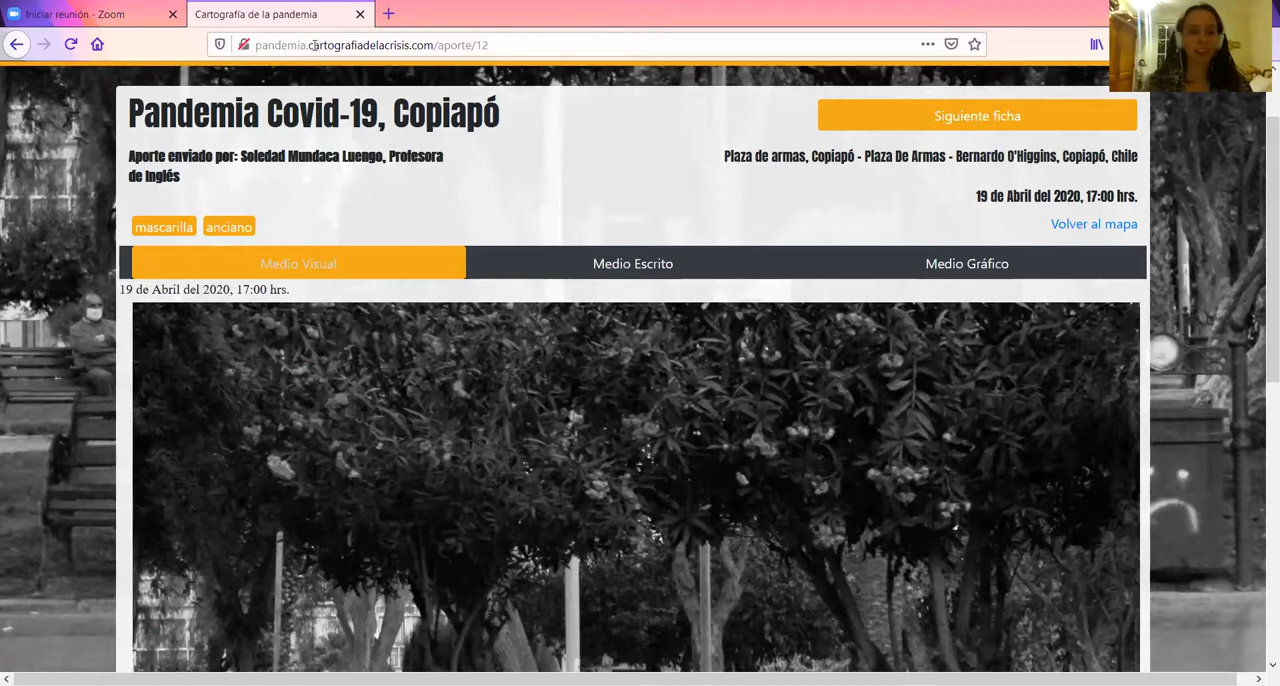 Iniciar reunión - Zoom
Cartografía de la pandemia
pandemia.cartografiadelacrisis.com/aporte/12
Pandemia Covid-19, Copiapó
Siguiente ficha
Aporte enviado por: Soledad Mundaca Luengo, Profesora
de Inglés
Plaza de armas, Copiapó - Plaza De Armas - Bernardo O'Higgins, Copiapó, Chile
19 de Abril del 2020, 17:00 hrs.
mascarilla anciano
Volver al mapa
Medio Visual Medio Escrito Medio Gráfico
19 de Abril del 2020, 17:00 hrs.